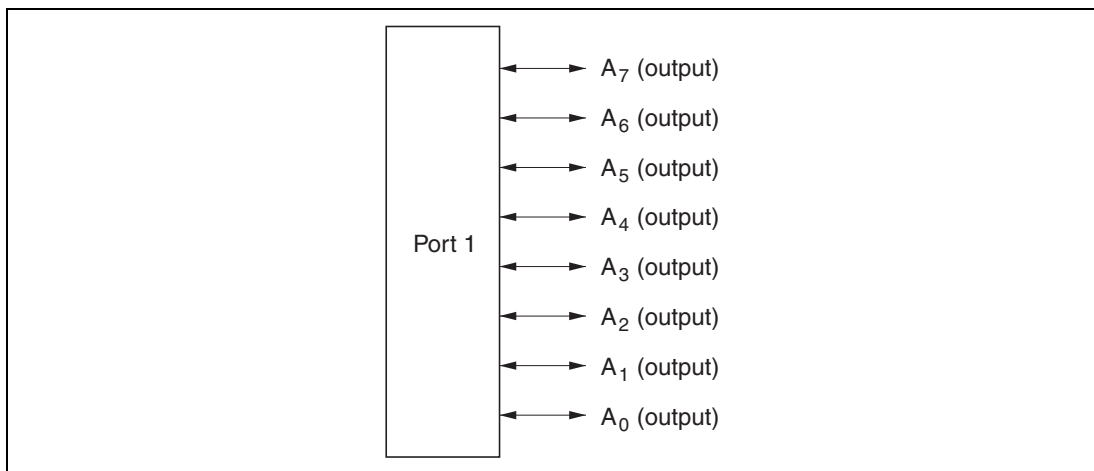 A7 (output)
A6 (output)
A5 (output)
A4 (output)
Port 1
A3 (output)
A2 (output)
A1 (output)
A0 (output)